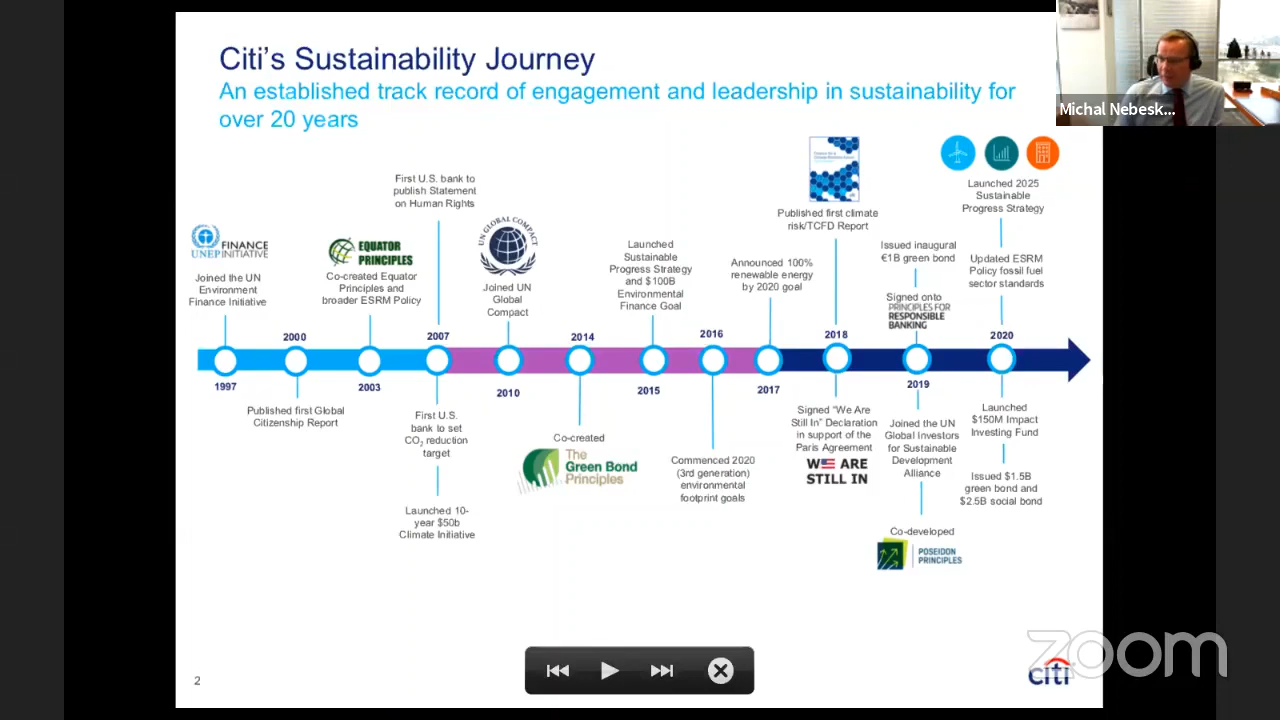 Citi's Sustainability Journey
An established track record of engagement and leadership in sustainability for
over 20 years
Michal Nebesk...
UNEP
FINANCE
INITIATIVE
Joined the UN
Environment
Finance Initiative
1997
2000
Published first Global
Citizenship Report
EQUATOR
PRINCIPLES
Co-created Equator
Principles and
broader ESRM Policy
2003
First U.S. bank to
publish Statement
on Human Rights
2007
First U.S.
bank to set
CO2 reduction
target
Launched 10-
year $50b
Climate Initiative
UN GLOBAL COMPACT
Joined UN
Global
Compact
2010
2014
Co-created
The
Green Bond
Principles
Launched
Sustainable
Progress Strategy
and $100B
Environmental
Finance Goal
2015
2016
Commenced 2020
(3rd generation)
environmental
footprint goals
Announced 100%
renewable energy
by 2020 goal
2017
Published first climate
risk/TCFD Report
2018
Signed “We Are
Still In” Declaration
in support of the
Paris Agreement
WE ARE
STILL IN
Issued inaugural
€1B green bond
Signed onto
PRINCIPLES FOR
RESPONSIBLE
BANKING
2019
Joined the UN
Global Investors
for Sustainable
Development
Alliance
Co-developed
POSEIDON
PRINCIPLES
Launched 2025
Sustainable
Progress Strategy
Updated ESRM
Policy fossil fuel
sector standards
2020
Launched
$150M Impact
Investing Fund
Issued $1.5B
green bond and
$2.5B social bond
2
citi
zoom